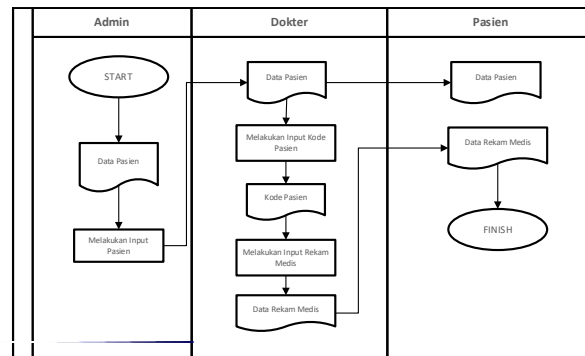 Admin
Dokter
Pasien
START
Data Pasien
Melakukan Input
Pasien
Data Pasien
Melakukan Input Kode
Pasien
Kode Pasien
Melakukan Input Rekam
Medis
Data Rekam Medis
Data Pasien
Data Rekam Medis
FINISH